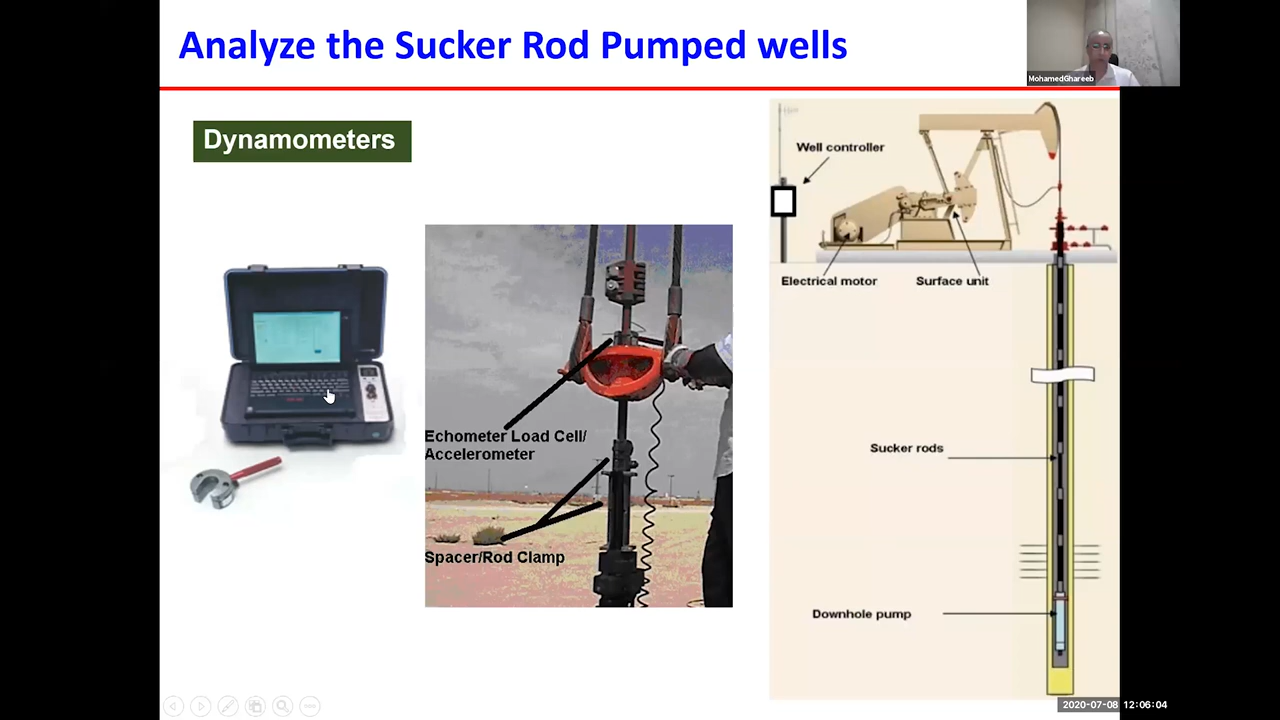 Analyze the Sucker Rod Pumped wells
MohamedGhareeb
Dynamometers
Well controller
Electrical motor
Surface unit
Echometer Load Cell/
Accelerometer
Sucker rods
Spacer/Rod Clamp
Downhole pump
2020-07-08 12:06:04